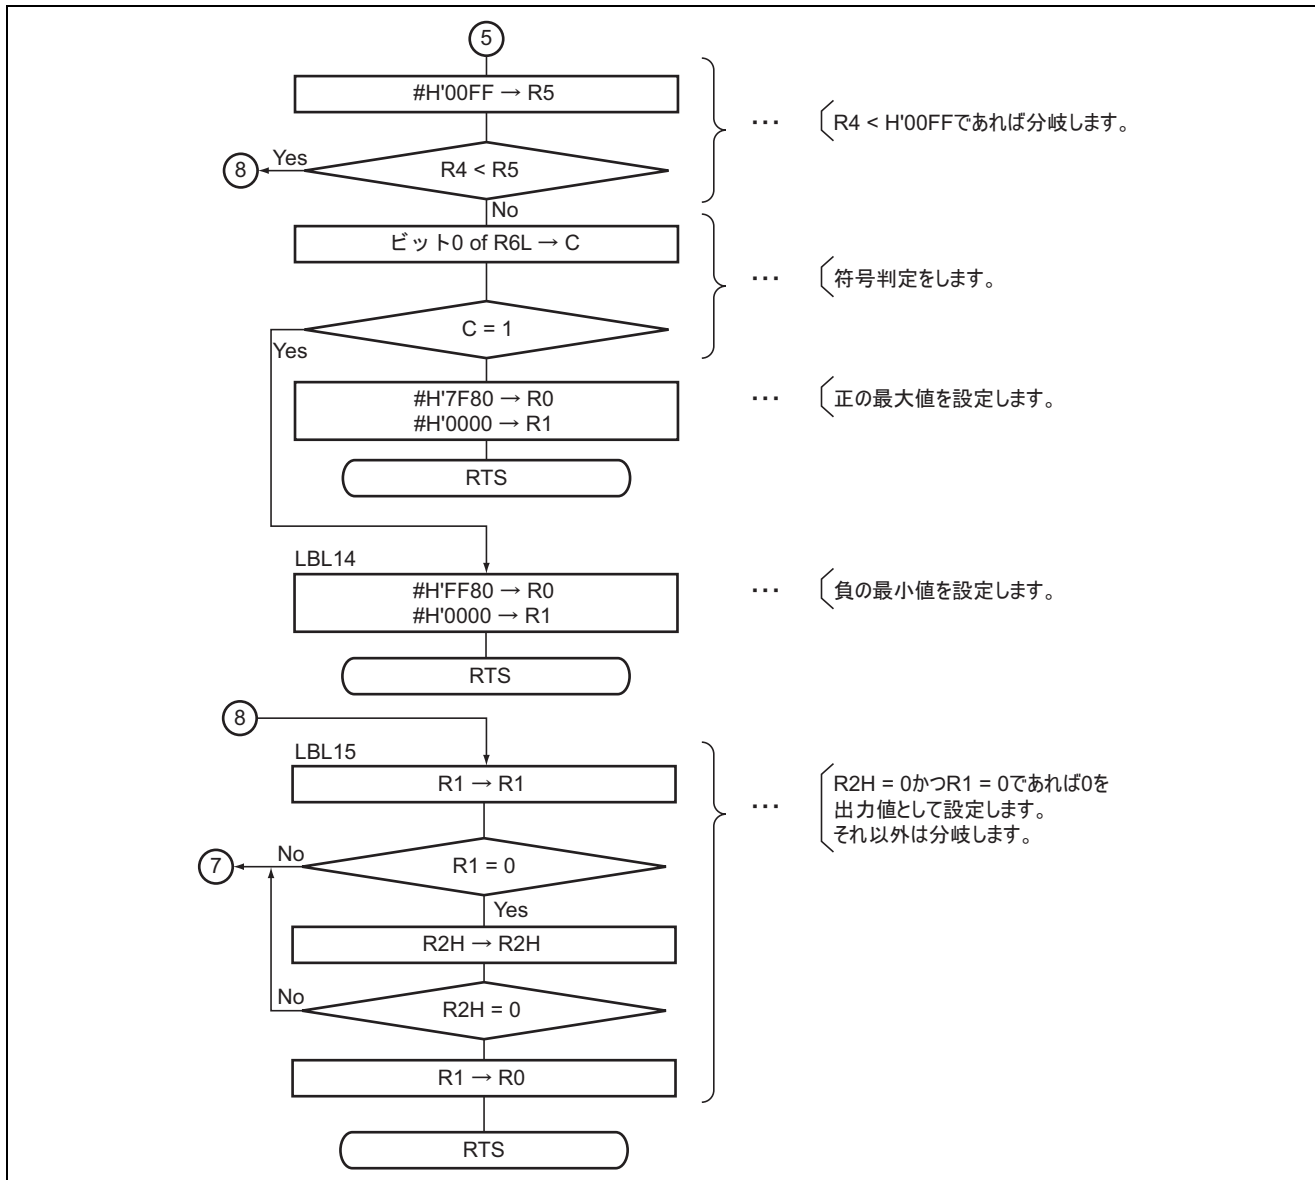 5
#H'00FF → R5
R4 < H'00FFであれば分岐します。
8
Yes
R4 < R5
No
ビット0 of R6L → C
符号判定をします。
C = 1
Yes
#H'7F80 → R0
#H'0000 → R1
正の最大値を設定します。
RTS
LBL14
#H'FF80 → R0
#H'0000 → R1
負の最小値を設定します。
RTS
8
LBL15
R1 → R1
R2H = 0かつR1 = 0であれば0を
出力値として設定します。
それ以外は分岐します。
7
No
R1 = 0
Yes
R2H → R2H
No
R2H = 0
R1 → R0
RTS